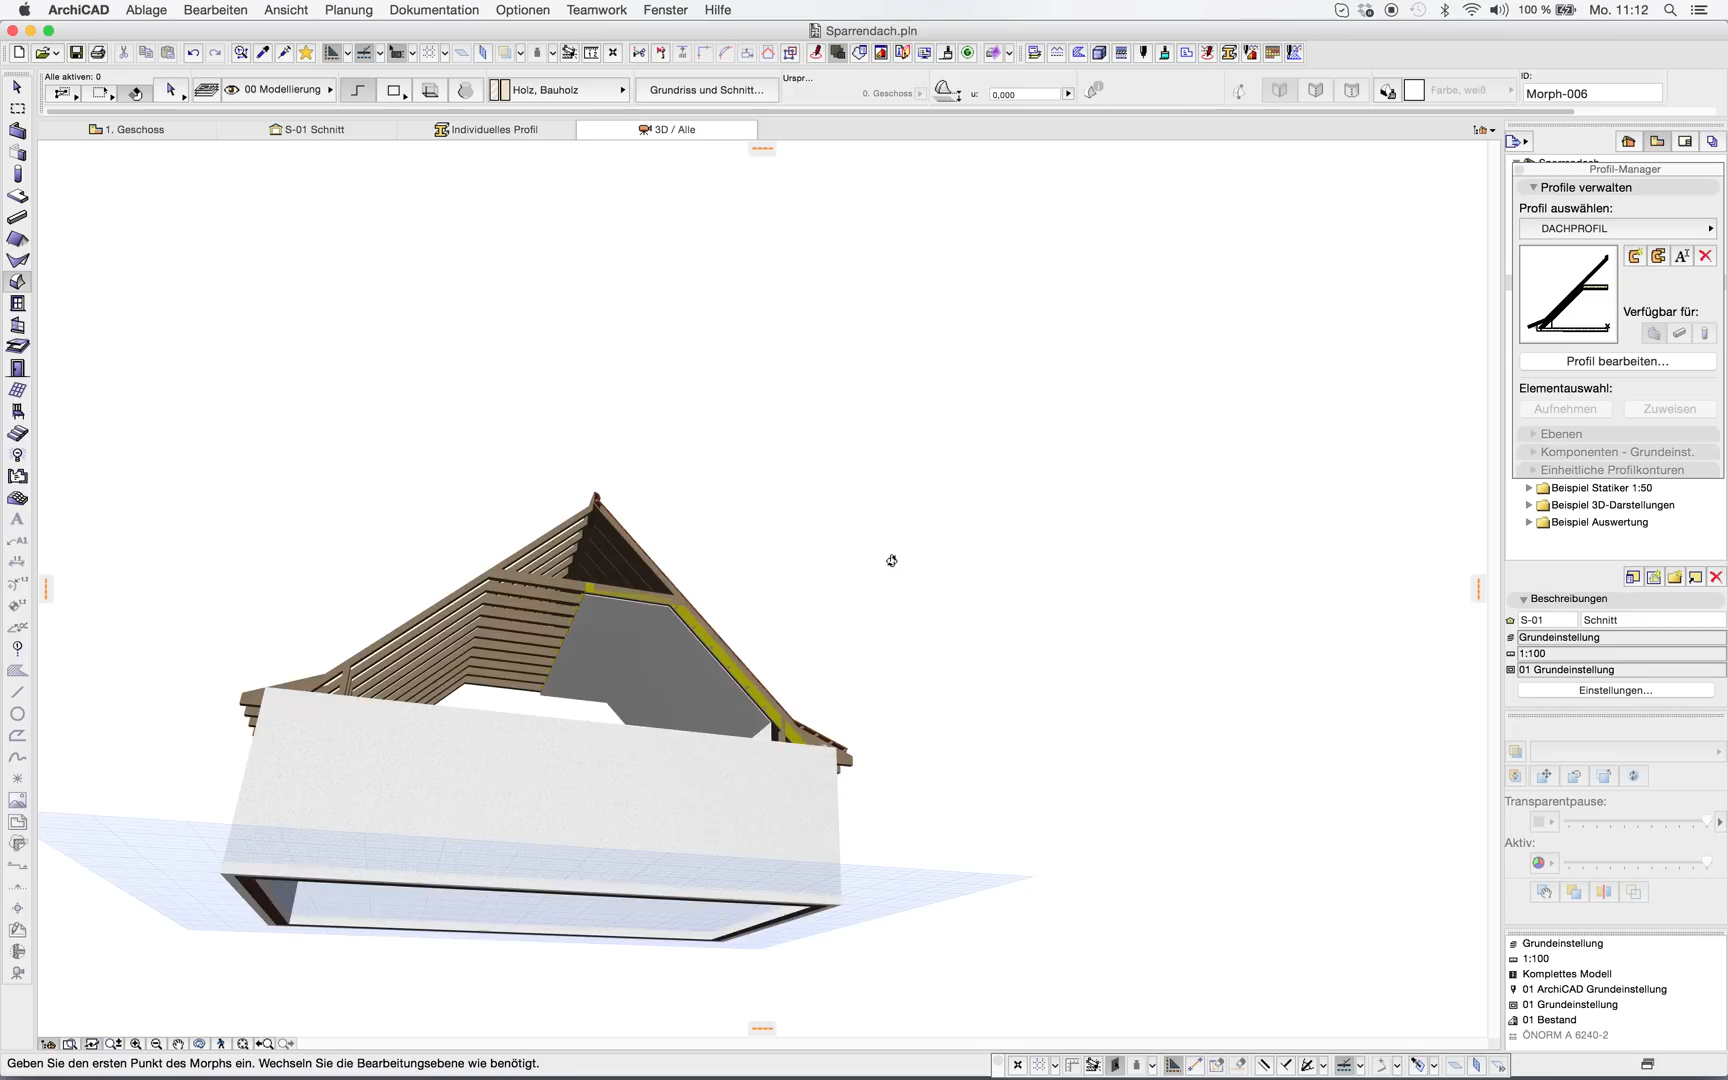 ArchiCAD Ablage Bearbeiten Ansicht Planung Dokumentation Optionen Teamwork Fenster Hilfe 100 % Mo. 11:12
Sparrendach.pln
Alle aktiven: 0
00 Modellierung
Holz, Bauholz
Grundriss und Schnitt...
Urspr...
0. Geschoss
u:
0,000
Farbe, weiß
ID:
Morph-006
1. Geschoss
S-01 Schnitt
Individuelles Profil
3D / Alle
Profil-Manager
Profile verwalten
Profil auswählen:
DACHPROFIL
Verfügbar für:
Profil bearbeiten...
Elementauswahl:
Aufnehmen
Zuweisen
Ebenen
Komponenten - Grundeinst.
Einheitliche Profilkonturen
Beispiel Statiker 1:50
Beispiel 3D-Darstellungen
Beispiel Auswertung
Beschreibungen
S-01
Schnitt
Grundeinstellung
1:100
01 Grundeinstellung
Einstellungen...
Transparentpause:
Aktiv:
Grundeinstellung
1:100
Komplettes Modell
01 ArchiCAD Grundeinstellung
01 Grundeinstellung
01 Bestand
ÖNORM A 6240-2
Geben Sie den ersten Punkt des Morphs ein. Wechseln Sie die Bearbeitungsebene wie benötigt.